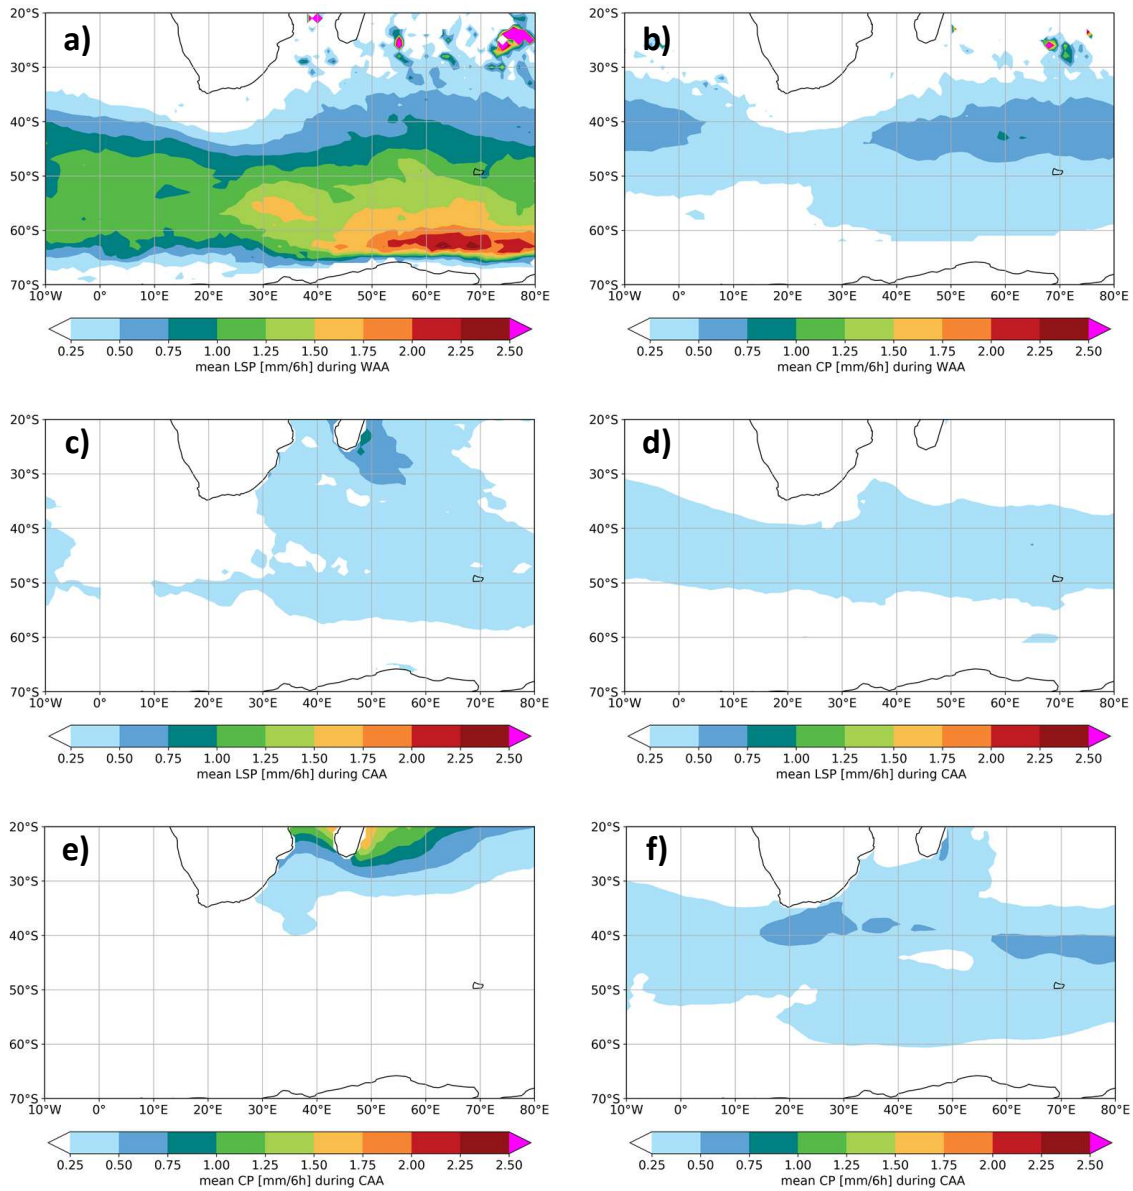 a)
20°S
30°S
40°S
50°S
60°S
70°S
10°W 0° 10°E 20°E 30°E 40°E 50°E 60°E 70°E 80°E
0.25 0.50 0.75 1.00 1.25 1.50 1.75 2.00 2.25 2.50
mean LSP [mm/6h] during WAA
b)
20°S
30°S
40°S
50°S
60°S
70°S
10°W 0° 10°E 20°E 30°E 40°E 50°E 60°E 70°E 80°E
0.25 0.50 0.75 1.00 1.25 1.50 1.75 2.00 2.25 2.50
mean CP [mm/6h] during WAA
c)
20°S
30°S
40°S
50°S
60°S
70°S
10°W 0° 10°E 20°E 30°E 40°E 50°E 60°E 70°E 80°E
0.25 0.50 0.75 1.00 1.25 1.50 1.75 2.00 2.25 2.50
mean LSP [mm/6h] during CAA
d)
20°S
30°S
40°S
50°S
60°S
70°S
10°W 0° 10°E 20°E 30°E 40°E 50°E 60°E 70°E 80°E
0.25 0.50 0.75 1.00 1.25 1.50 1.75 2.00 2.25 2.50
mean LSP [mm/6h] during CAA
e)
20°S
30°S
40°S
50°S
60°S
70°S
10°W 0° 10°E 20°E 30°E 40°E 50°E 60°E 70°E 80°E
0.25 0.50 0.75 1.00 1.25 1.50 1.75 2.00 2.25 2.50
mean CP [mm/6h] during CAA
f)
20°S
30°S
40°S
50°S
60°S
70°S
10°W 0° 10°E 20°E 30°E 40°E 50°E 60°E 70°E 80°E
0.25 0.50 0.75 1.00 1.25 1.50 1.75 2.00 2.25 2.50
mean CP [mm/6h] during CAA